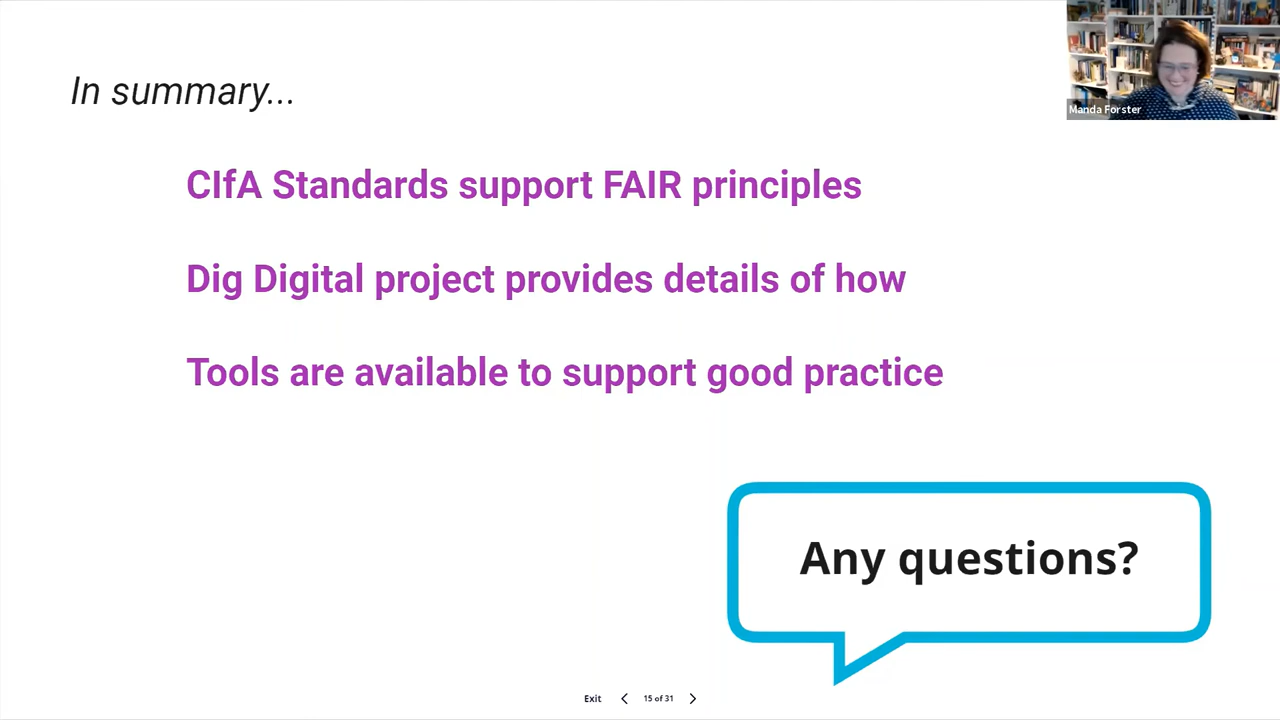 In summary...
Manda Forster
CIfA Standards support FAIR principles
Dig Digital project provides details of how
Tools are available to support good practice
Any questions?
Exit
15 of 31